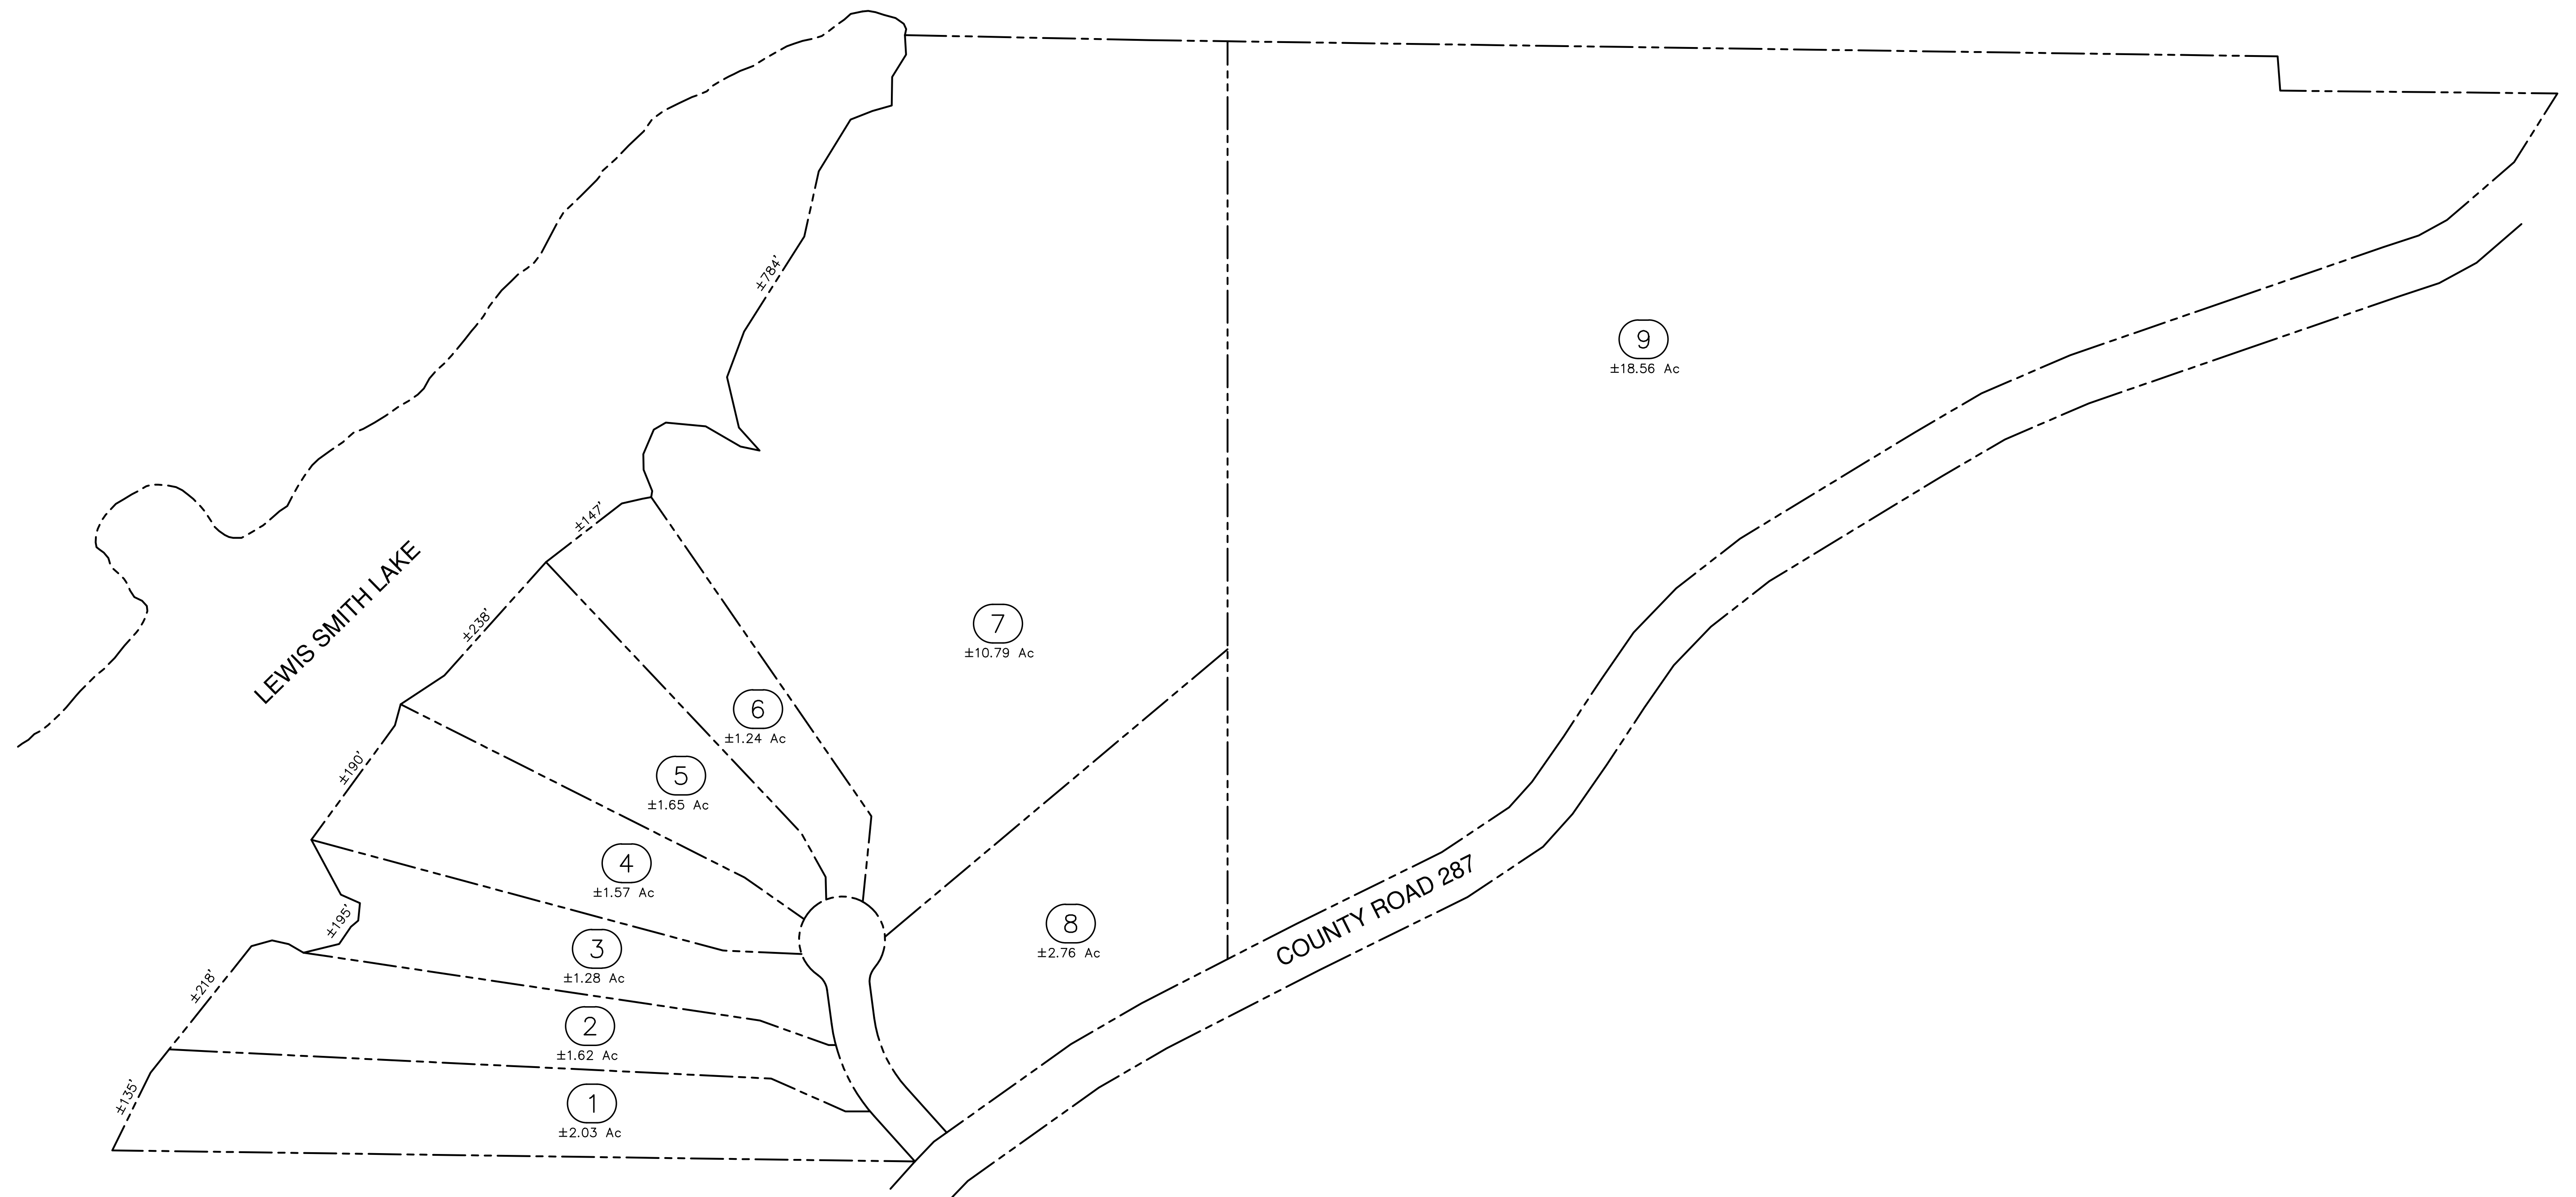 ±784'
9
±18.56 Ac
±147'
LEWIS SMITH LAKE
±238'
7
±10.79 Ac
6
±1.24 Ac
±190'
5
±1.65 Ac
4
±1.57 Ac
COUNTY ROAD 287
±195'
8
±2.76 Ac
3
±1.28 Ac
±218'
2
±1.62 Ac
±135'
1
±2.03 Ac